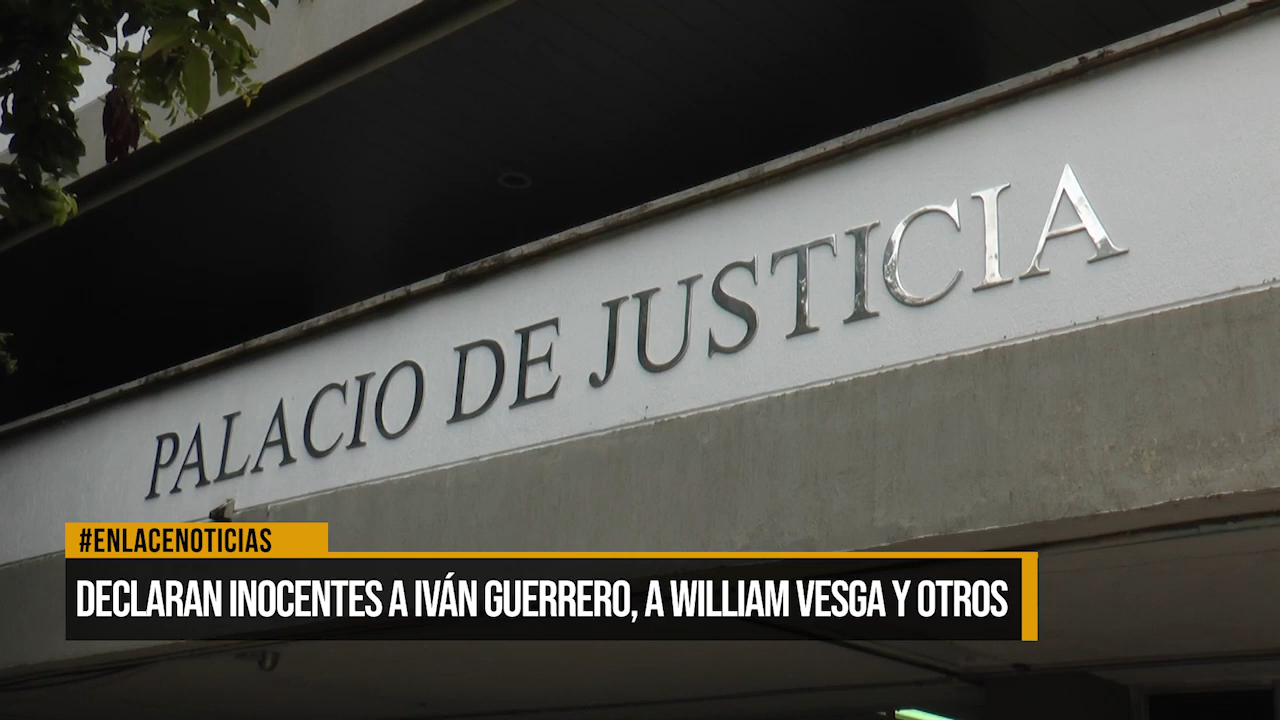 PALACIO DE JUSTICIA
#ENLACENOTICIAS
DECLARAN INOCENTES A IVÁN GUERRERO, A WILLIAM VESGA Y OTROS